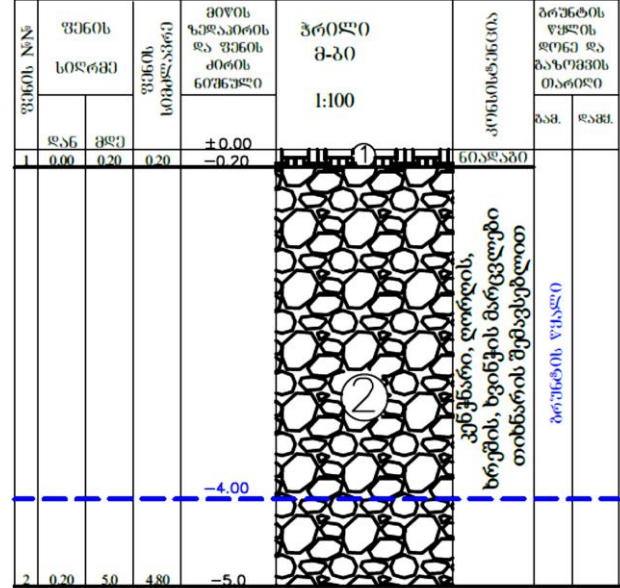 ფენის №№
ფენის
სიღრმე
ფენის
სიმძლავრე
მიწის
ზედაპირის
და ფენის
ძირის
ნიშნული
ჭრილი
მ-ბი
1:100
კონსისტენცია
გრუნტის
წყლის
დონე და
გაზომვის
თარიღი
დან
მდე
გამ.
დამყ.
±0.00
1 0.00 0.20 0.20 −0.20 1 ნიადაგი
კენჭნარი, ღორღის,
ხრეშის, ხვინჭის მარცვლები
თიხნარის შემავსებლით
გრუნტის წყალი
2
−4.00
2 0.20 5.0 4.80 −5.0